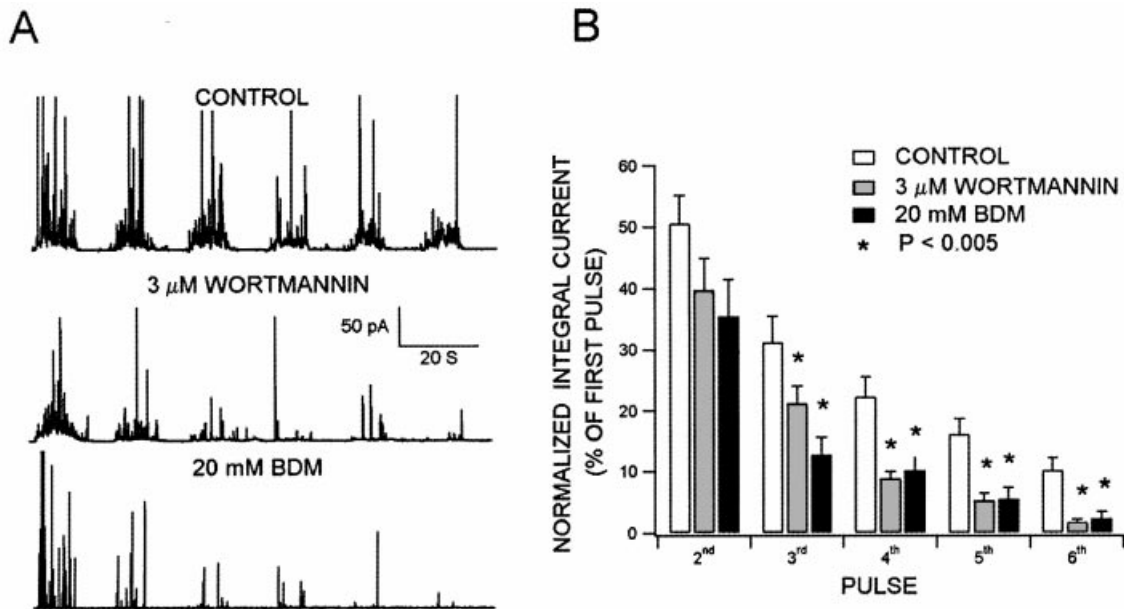 A
CONTROL
3 μM WORTMANNIN
50 pA
20 S
20 mM BDM
B
NORMALIZED INTEGRAL CURRENT
(% OF FIRST PULSE)
CONTROL
3 μM WORTMANNIN
20 mM BDM
* P < 0.005
60
50
40
30
20
10
0
* *
* *
* *
* *
2nd 3rd 4th 5th 6th
PULSE